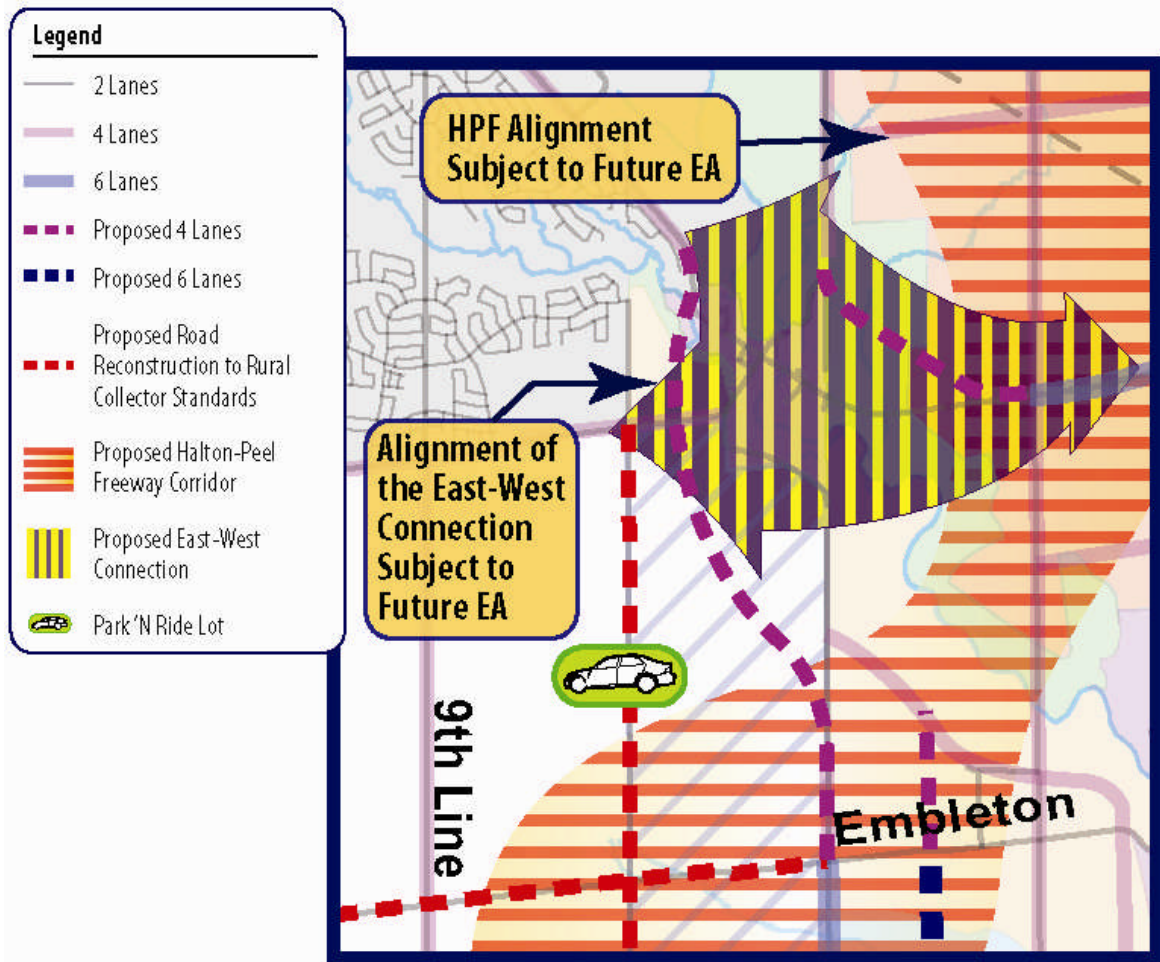 Legend
2 Lanes
4 Lanes
6 Lanes
Proposed 4 Lanes
Proposed 6 Lanes
Proposed Road
Reconstruction to Rural
Collector Standards
Proposed Halton-Peel
Freeway Corridor
Proposed East-West
Connection
Park 'N Ride Lot
HPF Alignment
Subject to Future EA
Alignment of
the East-West
Connection
Subject to
Future EA
9th Line
Embleton